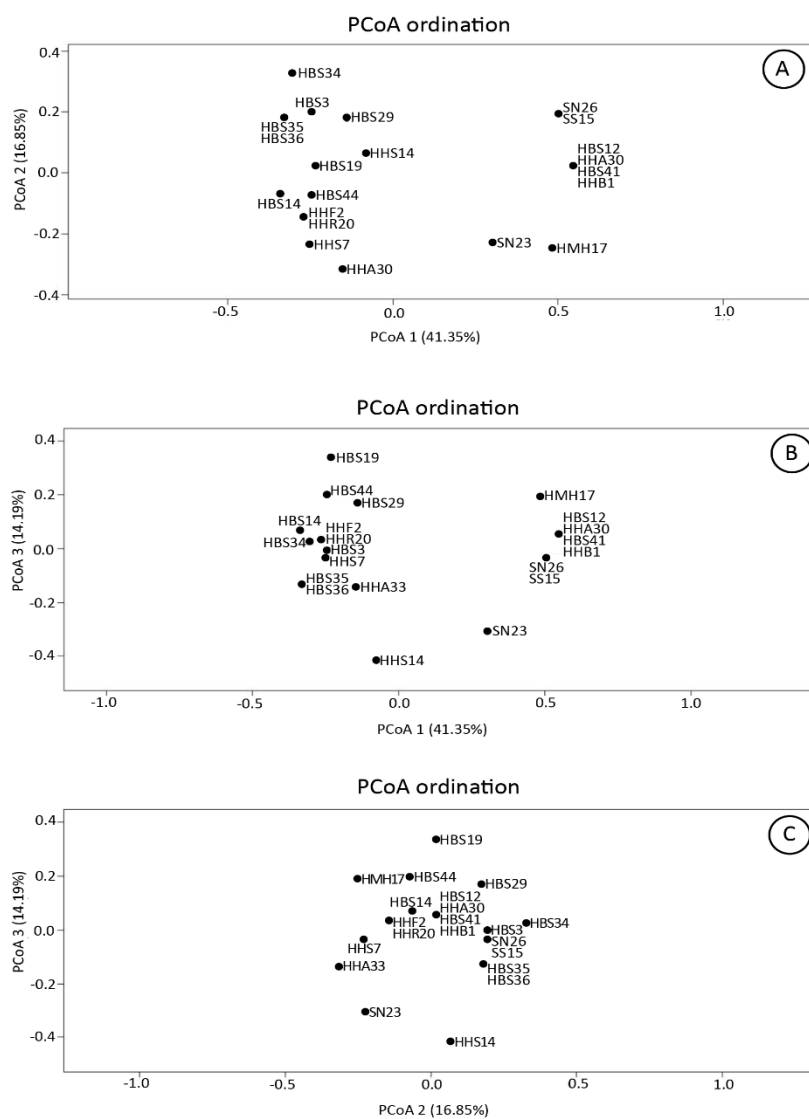 PCoA ordination
A
0.4
0.2
0.0
-0.2
-0.4
PCoA 2 (16.85%)
HBS34
HBS3
HBS35
HBS36
HBS29
HHS14
HBS19
HBS14
HBS44
HHF2
HHR20
HHS7
HHA30
SN26
SS15
HBS12
HHA30
HBS41
HHB1
SN23
HMH17
-0.5
0.0
0.5
1.0
PCoA 1 (41.35%)
PCoA ordination
B
0.4
0.2
0.0
-0.2
-0.4
PCoA 3 (14.19%)
HBS19
HBS44
HBS29
HBS14
HHF2
HBS34
HHR20
HBS3
HHS7
HBS35
HBS36
HHA33
HHS14
HMH17
HBS12
HHA30
HBS41
HHB1
SN26
SS15
SN23
-1.0
-0.5
0.0
0.5
1.0
PCoA 1 (41.35%)
PCoA ordination
C
0.4
0.2
0.0
-0.2
-0.4
PCoA 3 (14.19%)
HBS19
HMH17
HBS44
HBS29
HBS14
HBS12
HHA30
HBS41
HHB1
HHF2
HHR20
HBS34
HBS3
HHS7
SN26
SS15
HHA33
HBS35
HBS36
SN23
HHS14
-1.0
-0.5
0.0
0.5
1.0
PCoA 2 (16.85%)